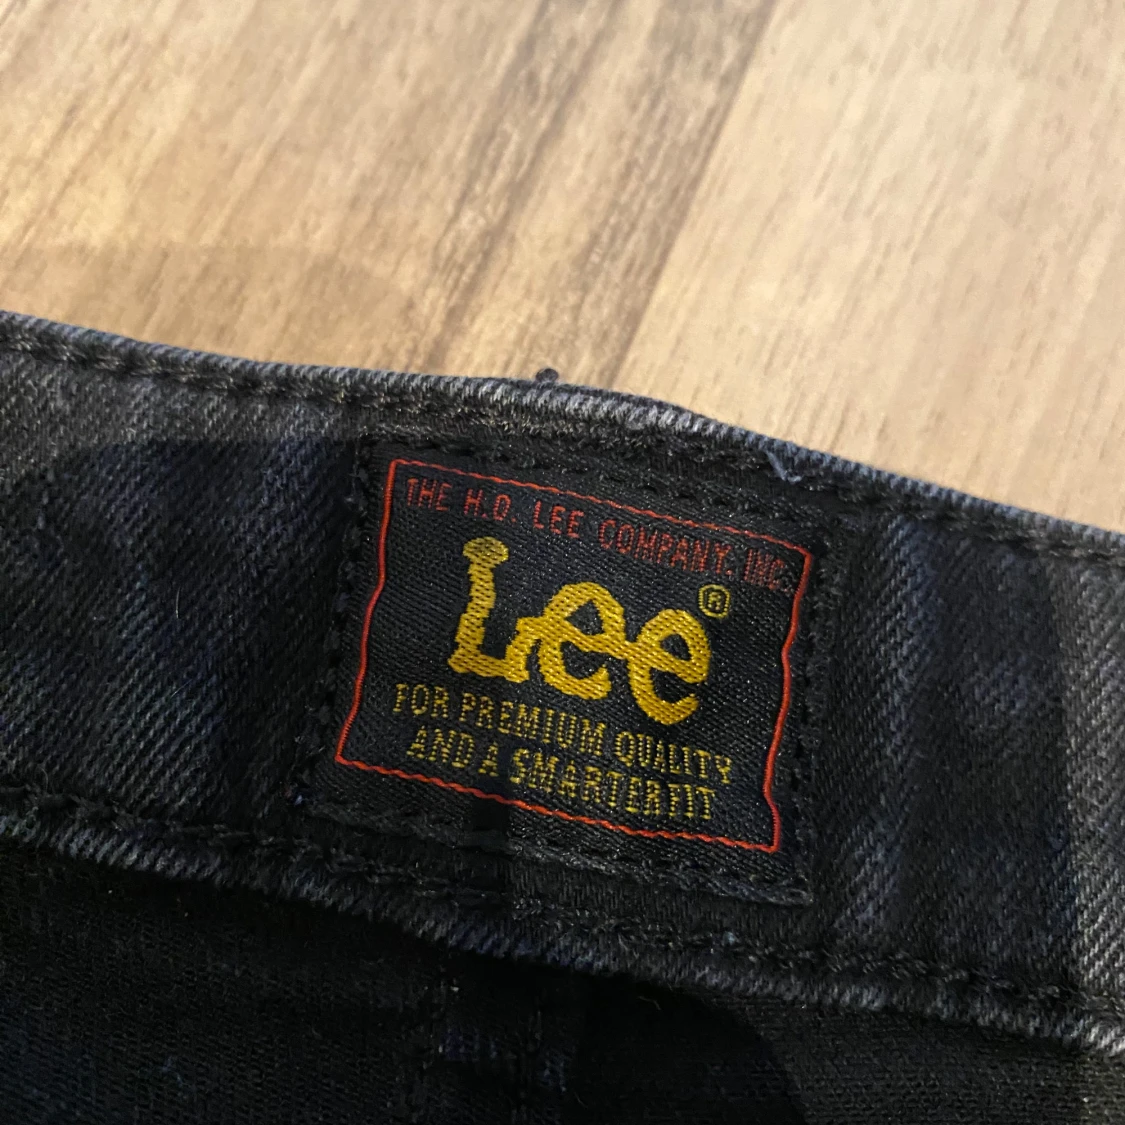 THE H.D. LEE COMPANY, INC.
Lee®
FOR PREMIUM QUALITY
AND A SMARTER FIT